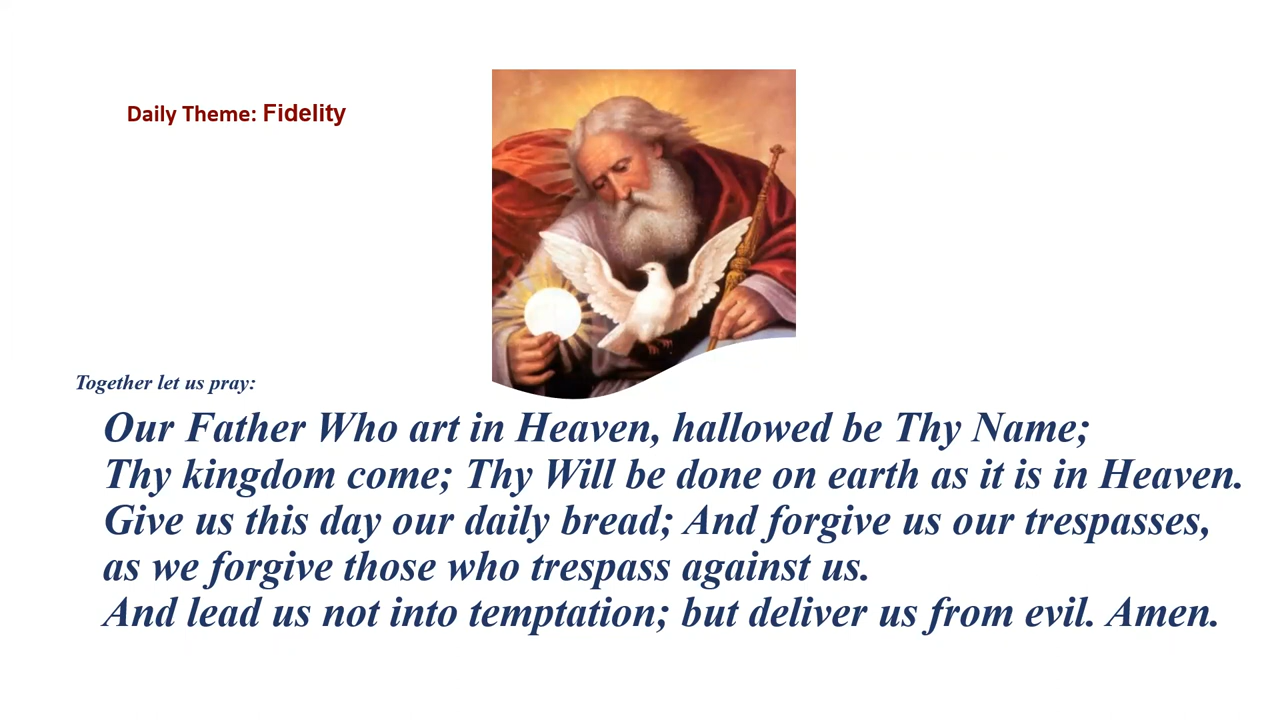 Daily Theme: Fidelity
Together let us pray:
Our Father Who art in Heaven, hallowed be Thy Name;
Thy kingdom come; Thy Will be done on earth as it is in Heaven.
Give us this day our daily bread; And forgive us our trespasses,
as we forgive those who trespass against us.
And lead us not into temptation; but deliver us from evil. Amen.